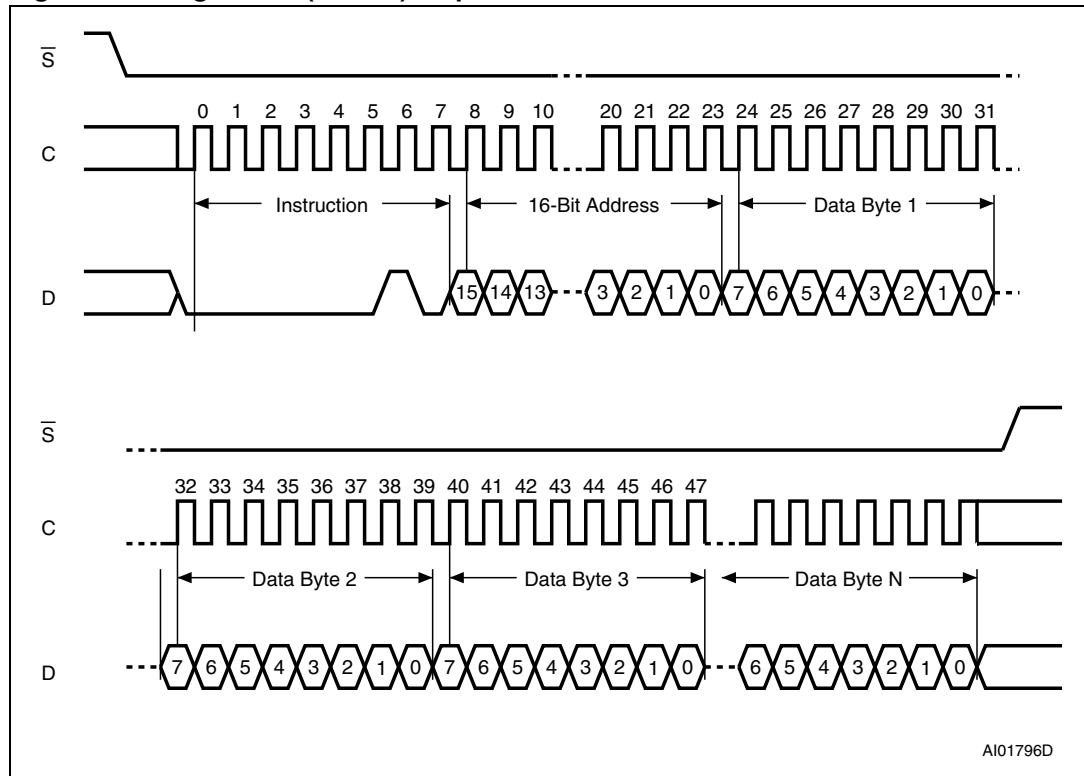 S
0 1 2 3 4 5 6 7 8 9 10 20 21 22 23 24 25 26 27 28 29 30 31
C
Instruction 16-Bit Address Data Byte 1
D 15 14 13 3 2 1 0 7 6 5 4 3 2 1 0
S
32 33 34 35 36 37 38 39 40 41 42 43 44 45 46 47
C
Data Byte 2 Data Byte 3 Data Byte N
D 7 6 5 4 3 2 1 0 7 6 5 4 3 2 1 0 6 5 4 3 2 1 0
AI01796D